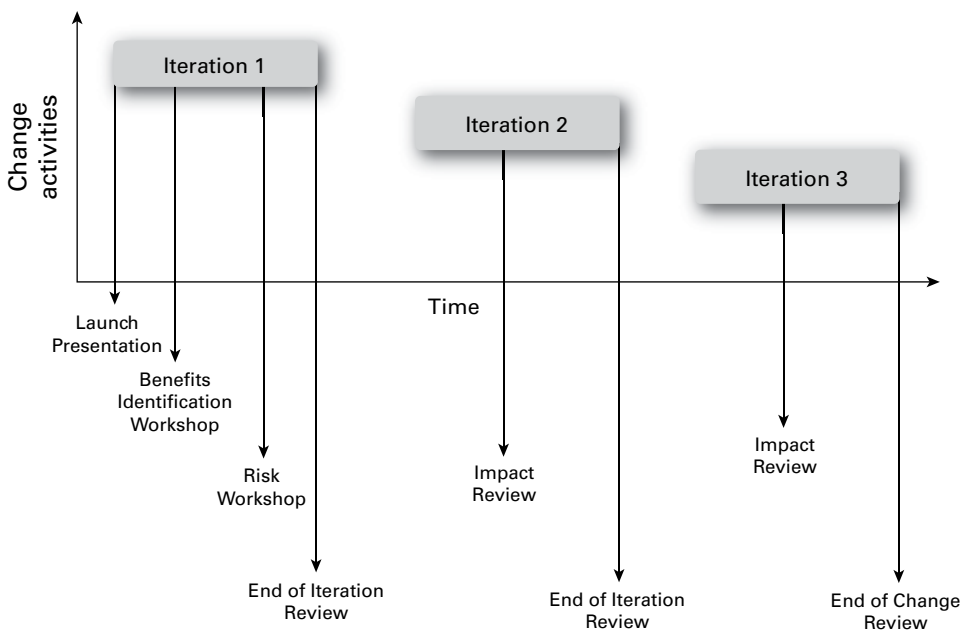 Iteration 1
Iteration 2
Iteration 3
Change
activities
Time
Launch
Presentation
Benefits
Identification
Workshop
Risk
Workshop
End of Iteration
Review
Impact
Review
End of Iteration
Review
Impact
Review
End of Change
Review